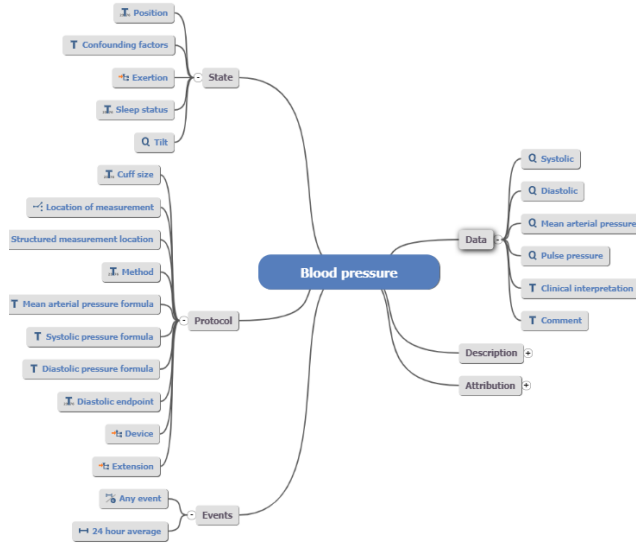 Position
Confounding factors
Exertion
Sleep status
Tilt
State
Cuff size
Location of measurement
Structured measurement location
Method
Mean arterial pressure formula
Systolic pressure formula
Diastolic pressure formula
Diastolic endpoint
Device
Extension
Protocol
Any event
24 hour average
Events
Blood pressure
Data
Systolic
Diastolic
Mean arterial pressure
Pulse pressure
Clinical interpretation
Comment
Description
Attribution